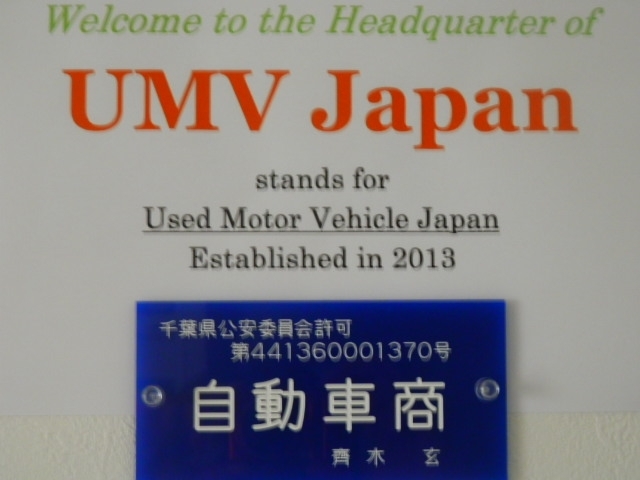 Welcome to the Headquarter of
UMV Japan
stands for
Used Motor Vehicle Japan
Established in 2013
千葉県公安委員会許可
第441360001370号
自動車商
齊木 玄